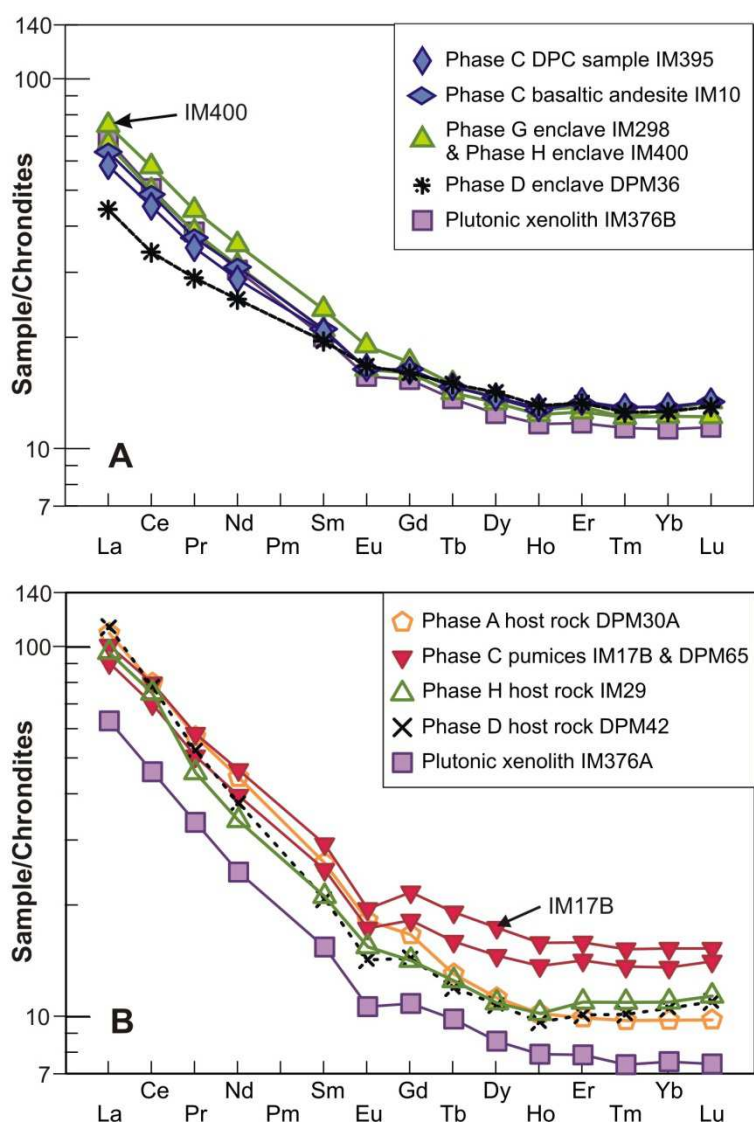 140
100
10
7
Sample/Chrondites
IM400
Phase C DPC sample IM395
Phase C basaltic andesite IM10
Phase G enclave IM298
& Phase H enclave IM400
Phase D enclave DPM36
Plutonic xenolith IM376B
A
Ce Nd Sm Gd Dy Er Yb
La Pr Pm Eu Tb Ho Tm Lu
140
100
10
7
Sample/Chrondites
Phase A host rock DPM30A
Phase C pumices IM17B & DPM65
Phase H host rock IM29
Phase D host rock DPM42
Plutonic xenolith IM376A
IM17B
B
Ce Nd Sm Gd Dy Er Yb
La Pr Pm Eu Tb Ho Tm Lu